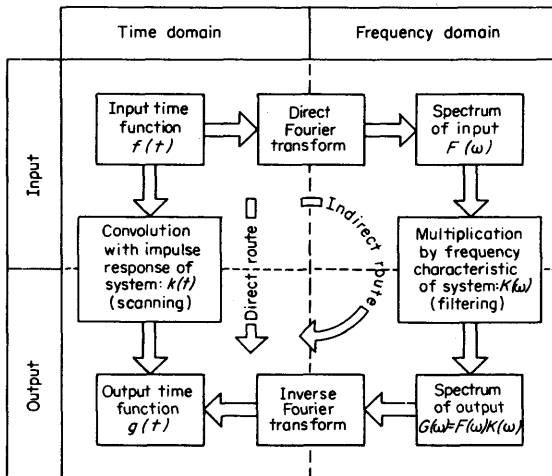 Time domain
Frequency domain
Input
Output
Input time
function
f(t)
Direct
Fourier
transform
Spectrum
of input
F(ω)
Convolution
with impulse
response of
system: k(t)
(scanning)
Direct route
Indirect route
Multiplication
by frequency
characteristic
of system:K(ω)
(filtering)
Output time
function
g(t)
Inverse
Fourier
transform
Spectrum
of output
G(ω)=F(ω)K(ω)